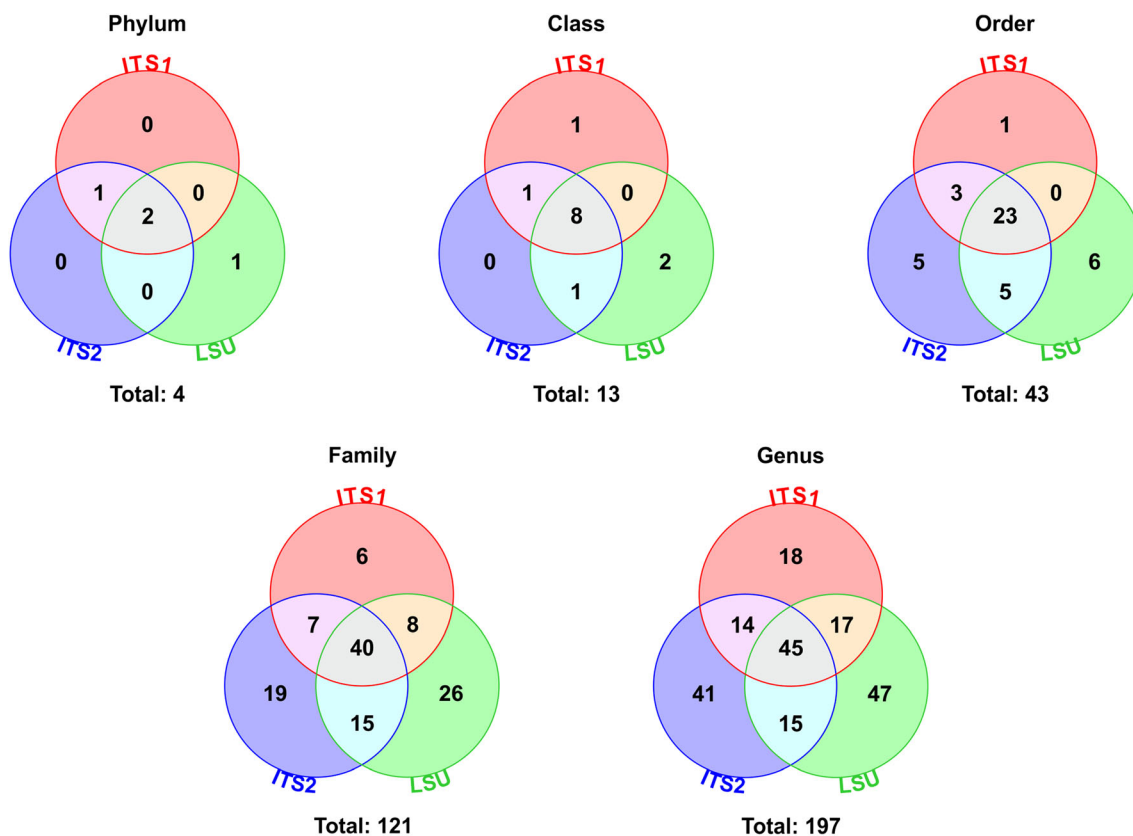 Phylum
Class
Order
ITS1
ITS1
ITS1
0
1
1
1
0
1
0
3
0
2
8
23
0
1
0
2
5
6
0
1
5
ITS2
LSU
ITS2
LSU
ITS2
LSU
Total: 4
Total: 13
Total: 43
Family
Genus
ITS1
ITS1
6
18
7
8
14
17
40
45
19
26
41
47
15
15
ITS2
LSU
ITS2
LSU
Total: 121
Total: 197